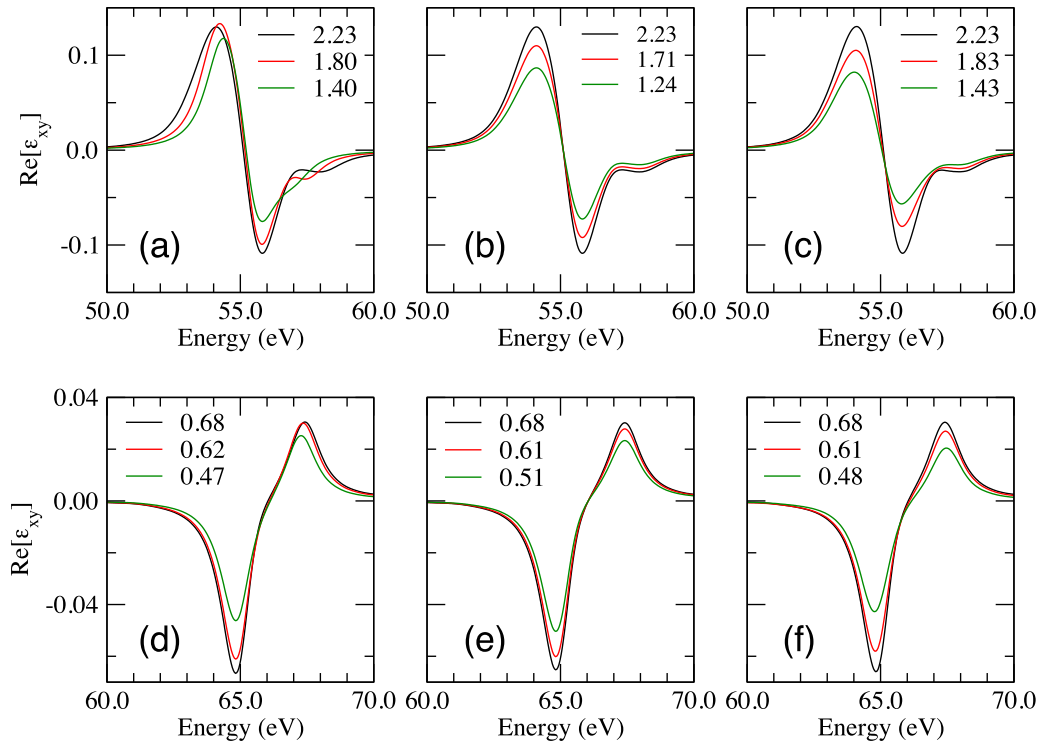 0.1
0.0
-0.1
Re[ε_xy]
2.23
1.80
1.40
(a)
50.0 55.0 60.0
Energy (eV)
2.23
1.71
1.24
(b)
50.0 55.0 60.0
Energy (eV)
2.23
1.83
1.43
(c)
50.0 55.0 60.0
Energy (eV)
0.04
0.00
-0.04
Re[ε_xy]
0.68
0.62
0.47
(d)
60.0 65.0 70.0
Energy (eV)
0.68
0.61
0.51
(e)
60.0 65.0 70.0
Energy (eV)
0.68
0.61
0.48
(f)
60.0 65.0 70.0
Energy (eV)